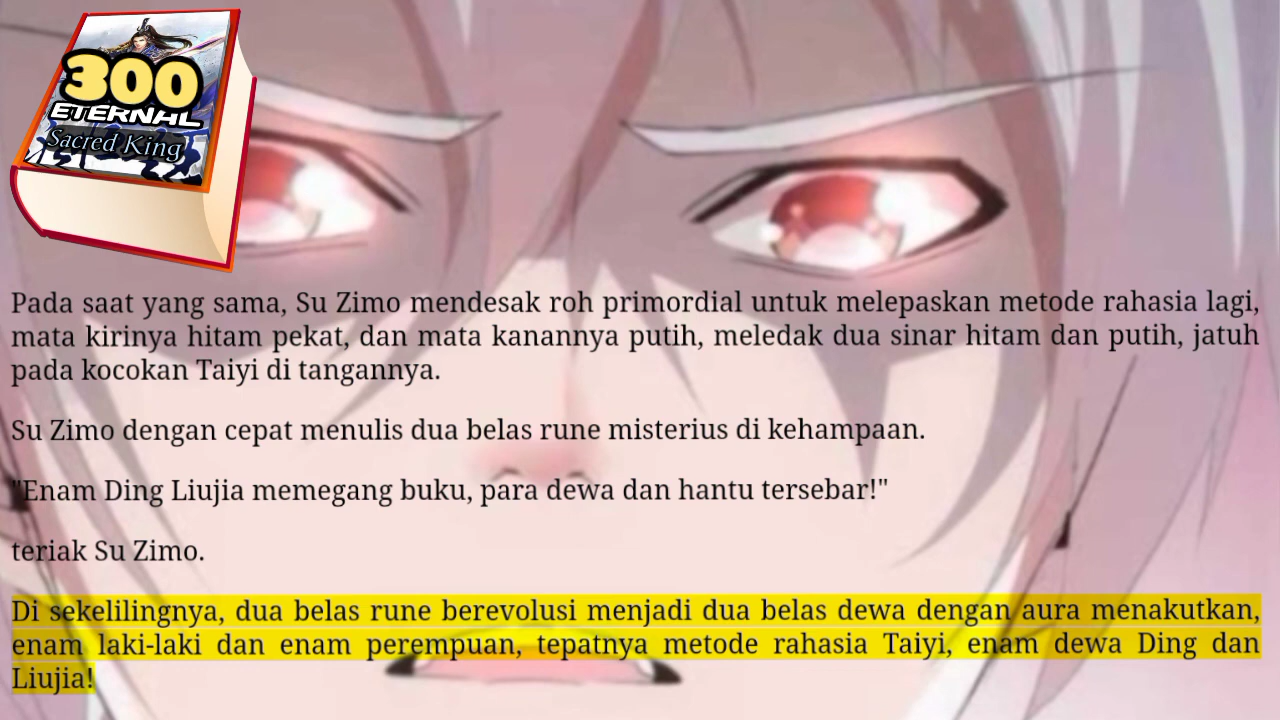 300
ETERNAL
Sacred King
Pada saat yang sama, Su Zimo mendesak roh primordial untuk melepaskan metode rahasia lagi,
mata kirinya hitam pekat, dan mata kanannya putih, meledak dua sinar hitam dan putih, jatuh
pada kocokan Taiyi di tangannya.
Su Zimo dengan cepat menulis dua belas rune misterius di kehampaan.
"Enam Ding Liujia memegang buku, para dewa dan hantu tersebar!"
teriak Su Zimo.
Di sekelilingnya, dua belas rune berevolusi menjadi dua belas dewa dengan aura menakutkan,
enam laki-laki dan enam perempuan, tepatnya metode rahasia Taiyi, enam dewa Ding dan
Liujia!